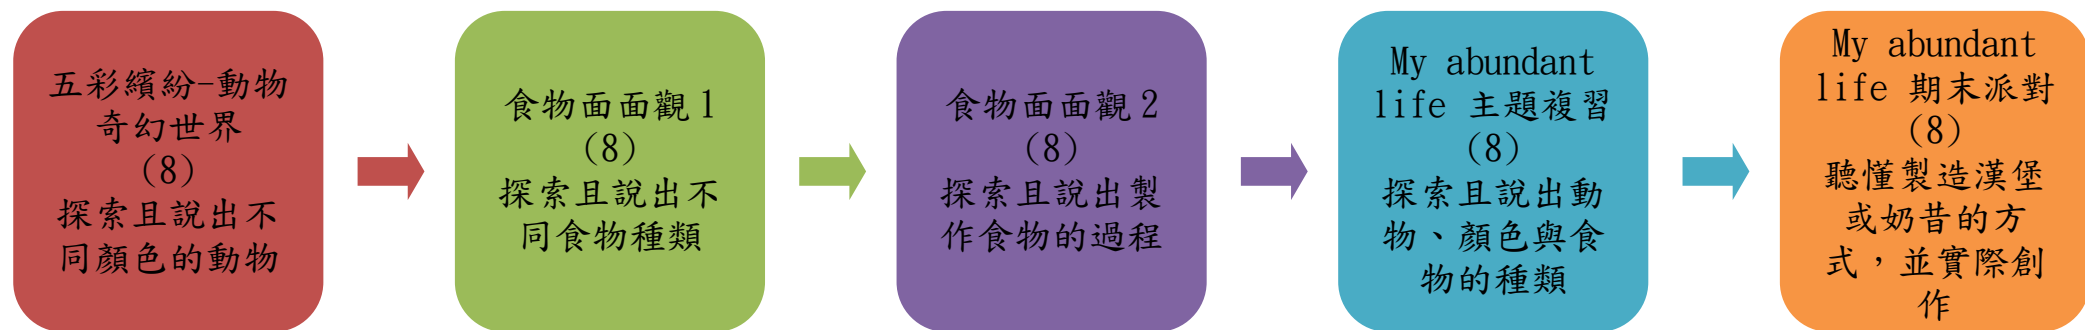 五彩繽紛-動物
奇幻世界
(8)
探索且說出不
同顏色的動物
食物面面觀1
(8)
探索且說出不
同食物種類
食物面面觀2
(8)
探索且說出製
作食物的過程
My abundant
life 主題複習
(8)
探索且說出動
物、顏色與食
物的種類
My abundant
life 期末派對
(8)
聽懂製造漢堡
或奶昔的方
式，並實際創
作